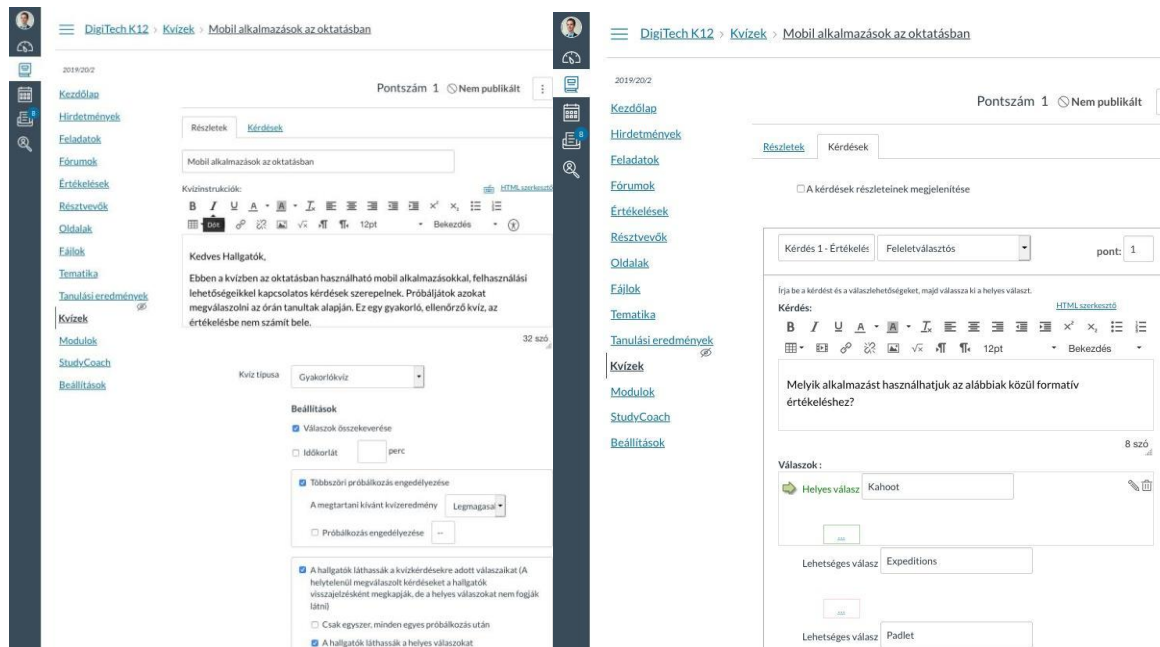 DigiTech K12 › Kvízek › Mobil alkalmazások az oktatásban
2019/20/2
Kezdőlap
Hirdetmények
Feladatok
Fórumok
Értékelések
Résztvevők
Oldalak
Fájlok
Tematika
Tanulási eredmények
Kvízek
Modulok
StudyCoach
Beállítások
8
Pontszám 1 Nem publikált
Részletek Kérdések
Mobil alkalmazások az oktatásban
Kvízinstrukciók:
HTML szerkesztő
B I U A A
Dőlt
12pt Bekezdés
Kedves Hallgatók,
Ebben a kvízben az oktatásban használható mobil alkalmazásokkal, felhasználási
lehetőségeikkel kapcsolatos kérdések szerepelnek. Próbáljátok azokat
megválaszolni az órán tanultak alapján. Ez egy gyakorló, ellenőrző kvíz, az
értékelésbe nem számít bele.
32 szó
Kvíz típusa Gyakorlókvíz
Beállítások
Válaszok összekeverése
Időkorlát perc
Többszöri próbálkozás engedélyezése
A megtartani kívánt kvízeredmény Legmagasa
Próbálkozás engedélyezése --
A hallgatók láthassák a kvízkérdésekre adott válaszaikat (A
helytelenül megválaszolt kérdéseket a hallgatók
visszajelzésként megkapják, de a helyes válaszokat nem fogják
látni)
Csak egyszer, minden egyes próbálkozás után
A hallgatók láthassák a helyes válaszokat
DigiTech K12 › Kvízek › Mobil alkalmazások az oktatásban
2019/20/2
Kezdőlap
Hirdetmények
Feladatok
Fórumok
Értékelések
Résztvevők
Oldalak
Fájlok
Tematika
Tanulási eredmények
Kvízek
Modulok
StudyCoach
Beállítások
8
Pontszám 1 Nem publikált
Részletek Kérdések
A kérdések részleteinek megjelenítése
Kérdés 1 - Értékelés Feleletválasztós pont: 1
Írja be a kérdést és a válaszlehetőségeket, majd válassza ki a helyes választ.
Kérdés: HTML szerkesztő
B I U A A
12pt Bekezdés
Melyik alkalmazást használhatjuk az alábbiak közül formatív
értékeléshez?
8 szó
Válaszok :
Helyes válasz Kahoot
...
Lehetséges válasz Expeditions
...
Lehetséges válasz Padlet